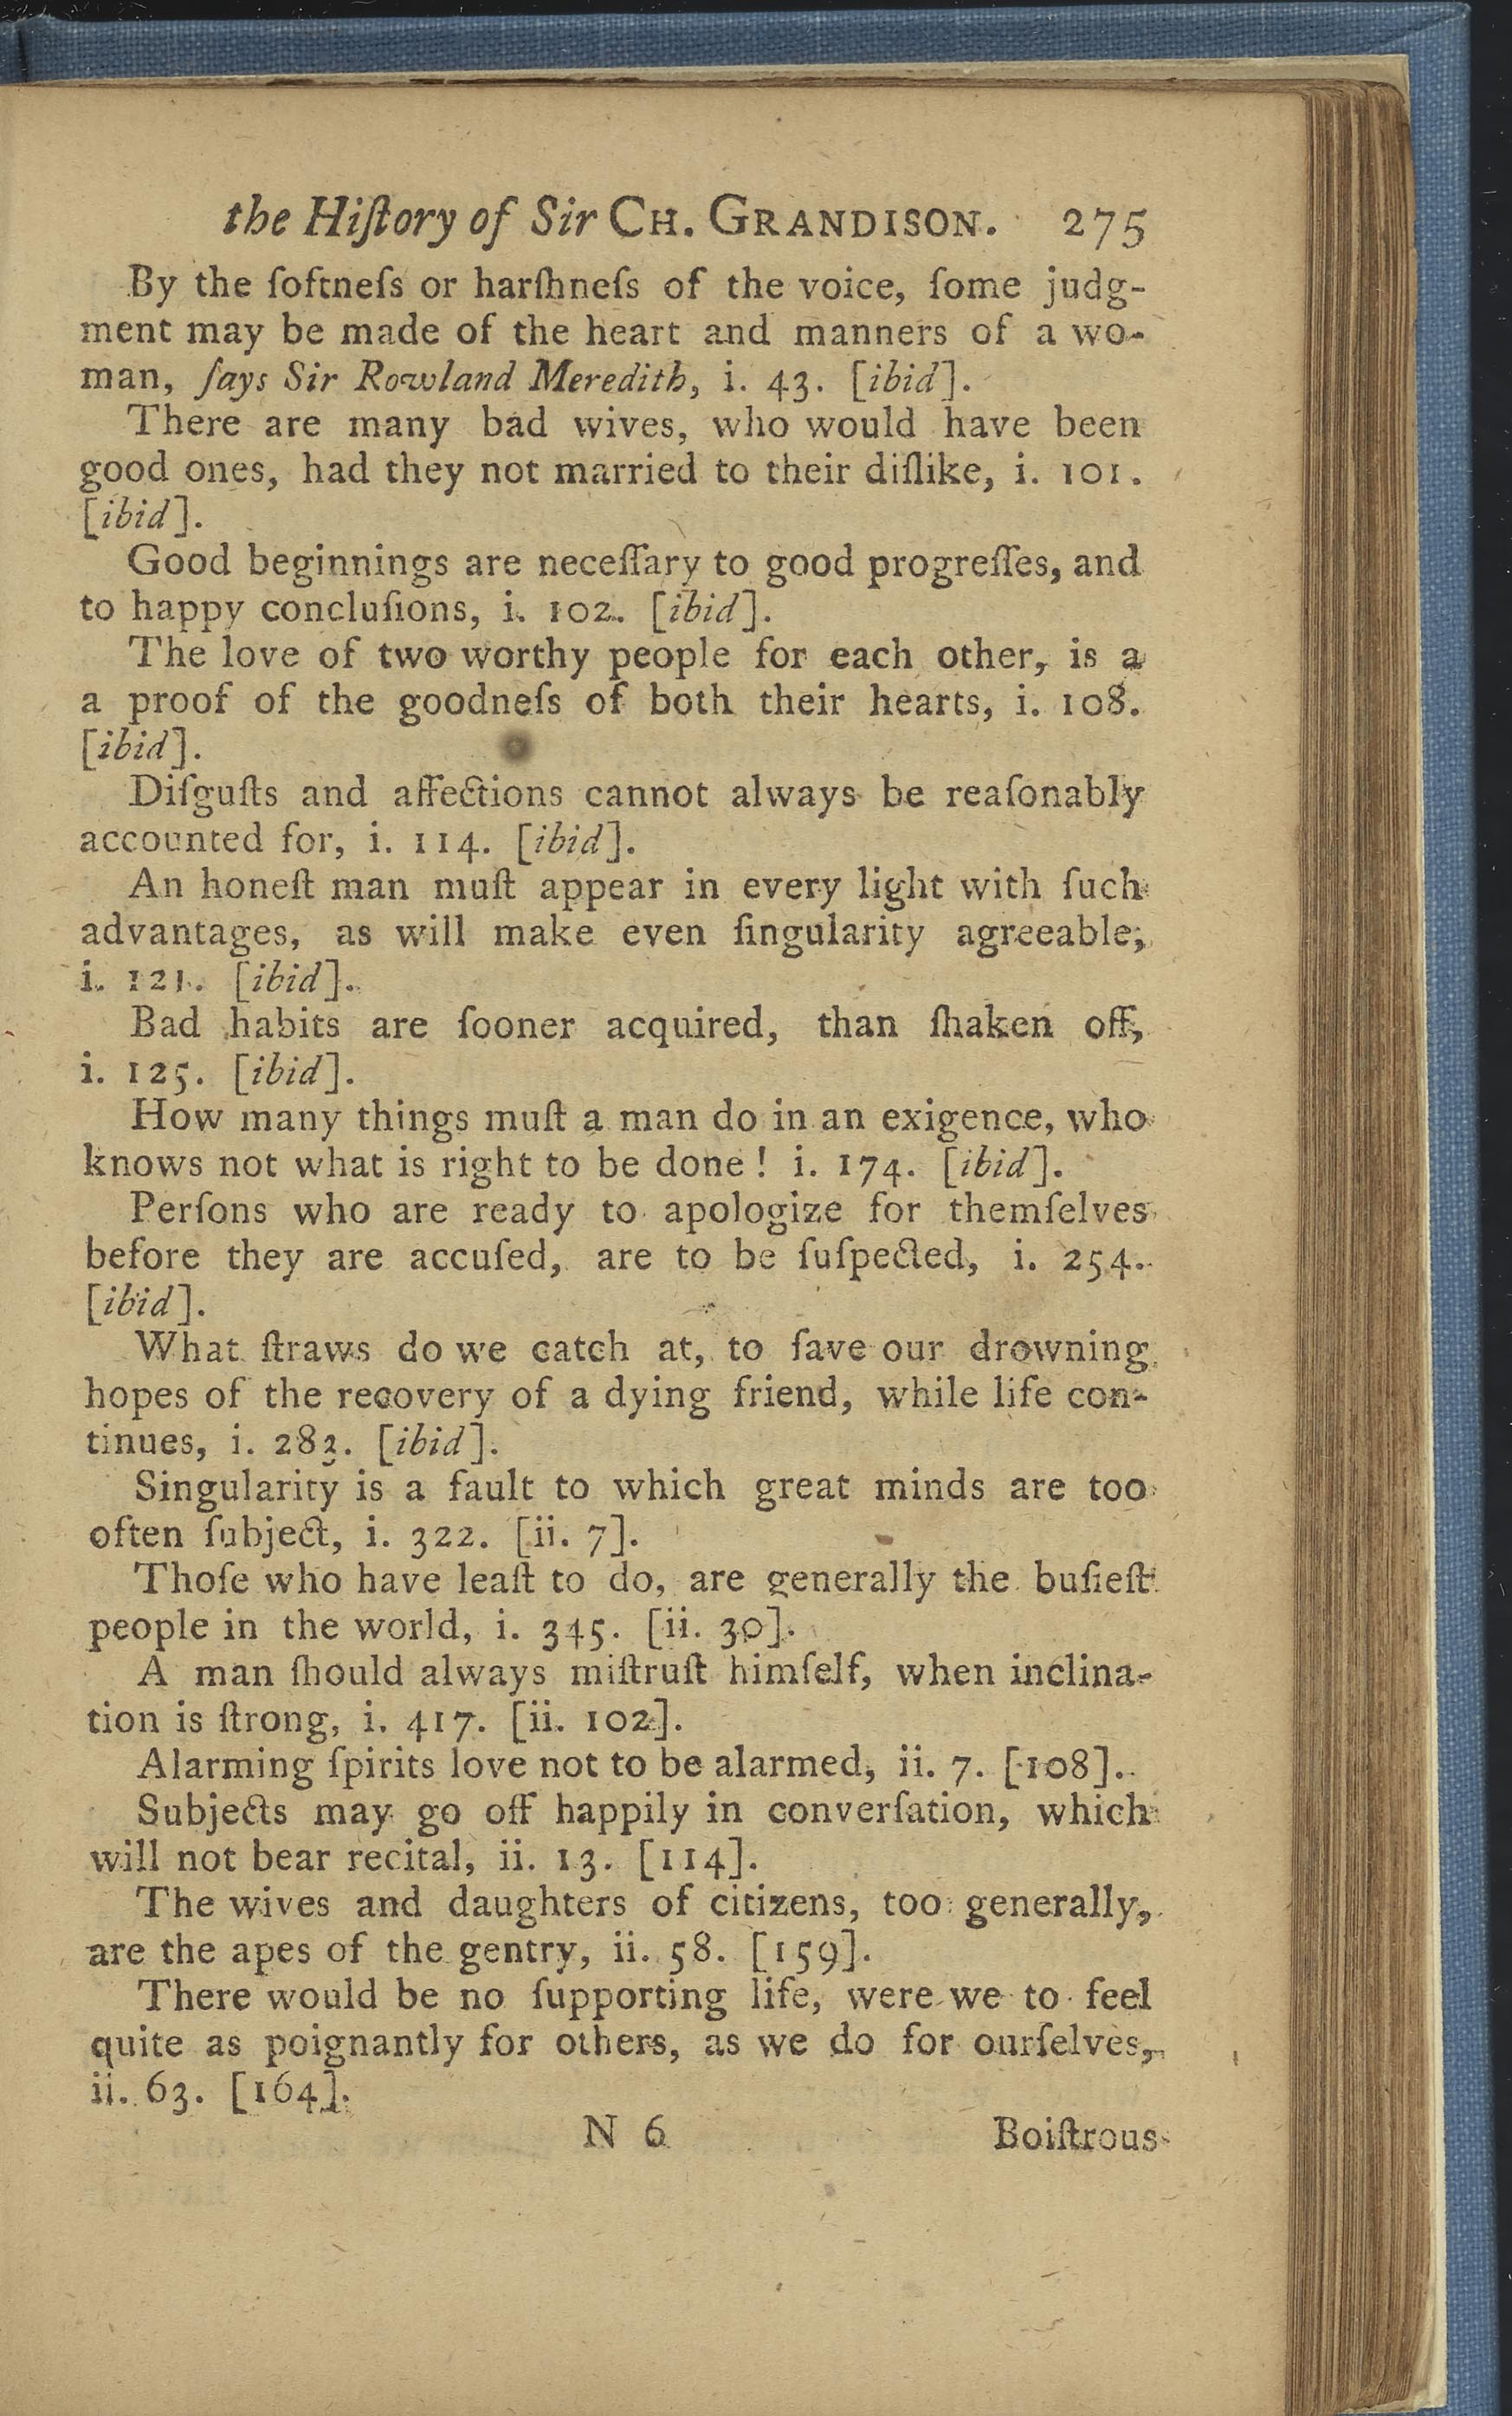 the Hiſtory of Sir CH. GRANDISON. 275
By the ſoftneſs or harſhneſs of the voice, ſome judg-
ment may be made of the heart and manners of a wo-
man, ſays Sir Rowland Meredith, i. 43. [ibid].
There are many bad wives, who would have been
good ones, had they not married to their diſlike, i. 101.
[ibid].
Good beginnings are neceſſary to good progreſſes, and
to happy concluſions, i. 102. [ibid].
The love of two worthy people for each other, is a
a proof of the goodneſs of both their hearts, i. 108.
[ibid].
Diſguſts and affections cannot always be reaſonably
accounted for, i. 114. [ibid].
An honeſt man muſt appear in every light with ſuch
advantages, as will make even ſingularity agreeable,
i. 121. [ibid].
Bad habits are ſooner acquired, than ſhaken off,
i. 125. [ibid].
How many things muſt a man do in an exigence, who
knows not what is right to be done ! i. 174. [ibid].
Perſons who are ready to apologize for themſelves
before they are accuſed, are to be ſuſpected, i. 254.
[ibid].
What ſtraws do we catch at, to ſave our drowning
hopes of the recovery of a dying friend, while life con-
tinues, i. 283. [ibid].
Singularity is a fault to which great minds are too
often ſubject, i. 322. [ii. 7].
Thoſe who have leaſt to do, are generally the buſieſt
people in the world, i. 345. [ii. 30].
A man ſhould always miſtruſt himſelf, when inclina-
tion is ſtrong, i. 417. [ii. 102].
Alarming ſpirits love not to be alarmed, ii. 7. [108].
Subjects may go off happily in converſation, which
will not bear recital, ii. 13. [114].
The wives and daughters of citizens, too generally,
are the apes of the gentry, ii. 58. [159].
There would be no ſupporting life, were we to feel
quite as poignantly for others, as we do for ourſelves,
ii. 63. [164].
N 6 Boiſtrous